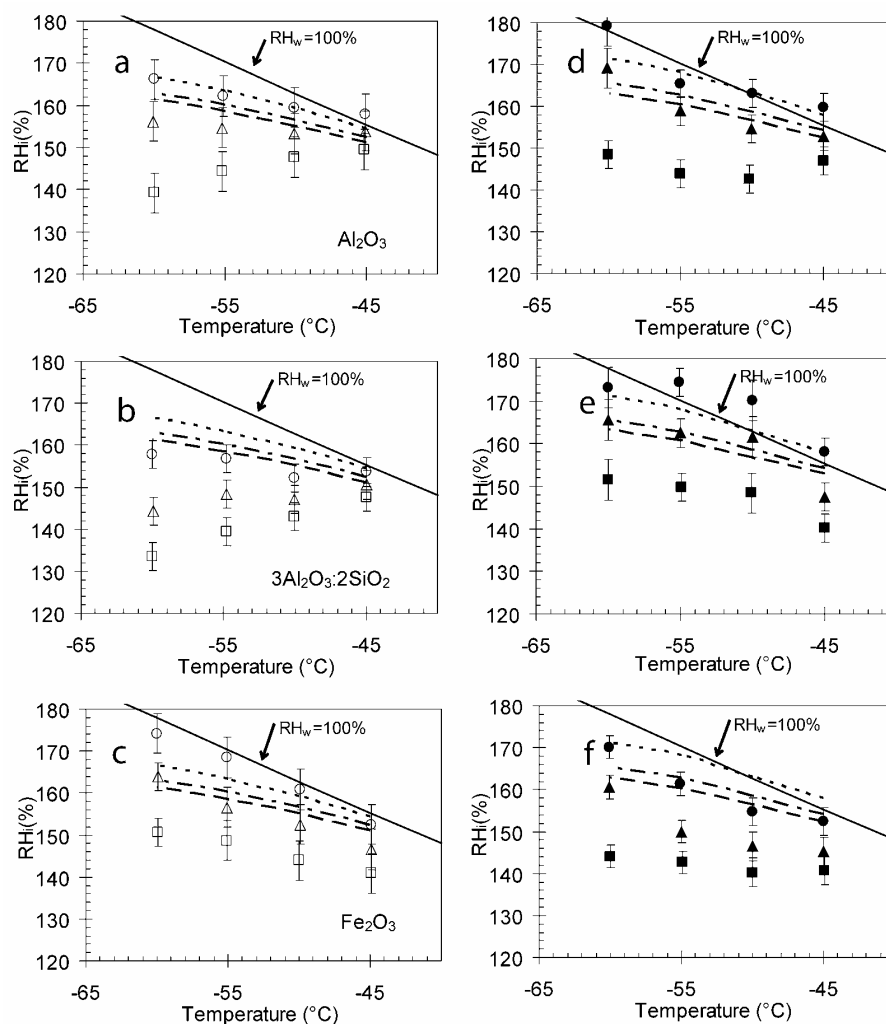 180
170
160
150
140
130
120
RHi(%)
a
RHw=100%
Al2O3
-65
-55
-45
Temperature (°C)
180
170
160
150
140
130
120
RHi(%)
d
RHw=100%
-65
-55
-45
Temperature (°C)
180
170
160
150
140
130
120
RHi(%)
b
RHw=100%
3Al2O3:2SiO2
-65
-55
-45
Temperature (°C)
180
170
160
150
140
130
120
RHi(%)
e
RHw=100%
-65
-55
-45
Temperature (°C)
180
170
160
150
140
130
120
RHi(%)
c
RHw=100%
Fe2O3
-65
-55
-45
Temperature (°C)
180
170
160
150
140
130
120
RHi(%)
f
RHw=100%
-65
-55
-45
Temperature (°C)